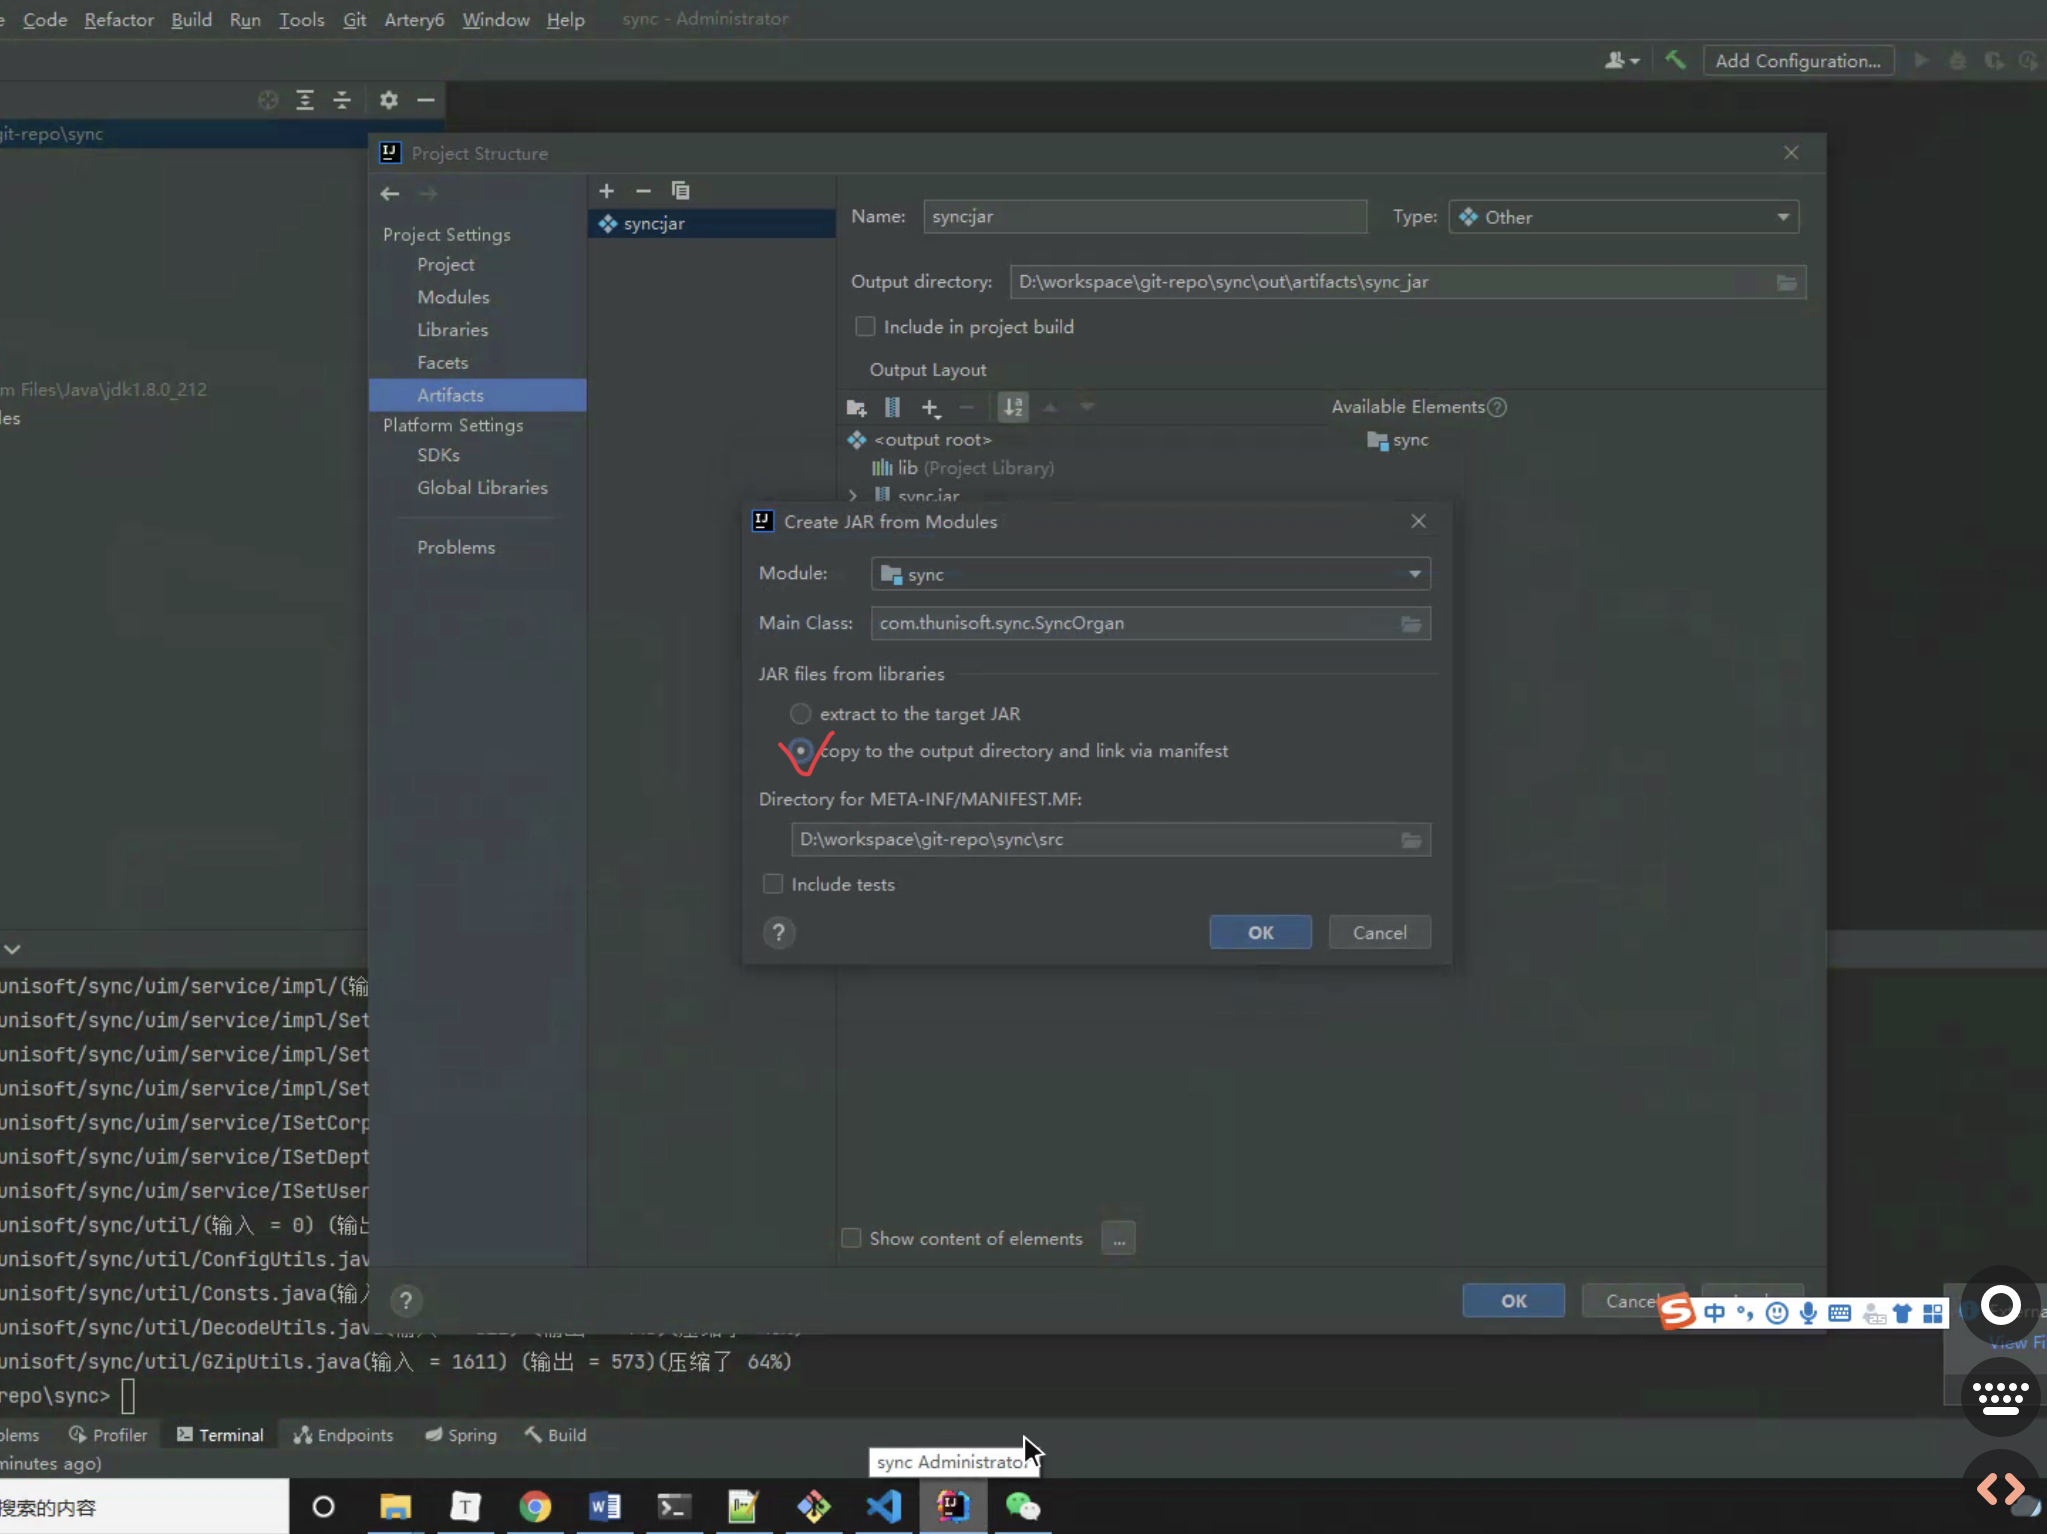 Code Refactor Build Run Tools Git Artery6 Window Help sync - Administrator
Add Configuration...
git-repo\sync
Project Structure
sync:jar
Name: sync:jar Type: Other
Project Settings
Project
Output directory: D:\workspace\git-repo\sync\out\artifacts\sync_jar
Modules
Libraries
Include in project build
Facets
Output Layout
m Files\Java\jdk1.8.0_212
Artifacts
Available Elements
les
Platform Settings
<output root>
sync
SDKs
lib (Project Library)
Global Libraries
sync.jar
Create JAR from Modules
Problems
Module: sync
Main Class: com.thunisoft.sync.SyncOrgan
JAR files from libraries
extract to the target JAR
copy to the output directory and link via manifest
Directory for META-INF/MANIFEST.MF:
D:\workspace\git-repo\sync\src
Include tests
? OK Cancel
unisoft/sync/uim/service/impl/(输
unisoft/sync/uim/service/impl/Set
unisoft/sync/uim/service/impl/Set
unisoft/sync/uim/service/impl/Set
unisoft/sync/uim/service/ISetCorp
unisoft/sync/uim/service/ISetDept
unisoft/sync/uim/service/ISetUser
unisoft/sync/util/(输入 = 0) (输出
Show content of elements ...
unisoft/sync/util/ConfigUtils.jav
unisoft/sync/util/Consts.java(输入
? OK Cancel
中
unisoft/sync/util/DecodeUtils.jav
View Fi
unisoft/sync/util/GZipUtils.java(输入 = 1611) (输出 = 573)(压缩了 64%)
repo\sync>
blems Profiler Terminal Endpoints Spring Build
minutes ago)
sync Administrator
搜索的内容